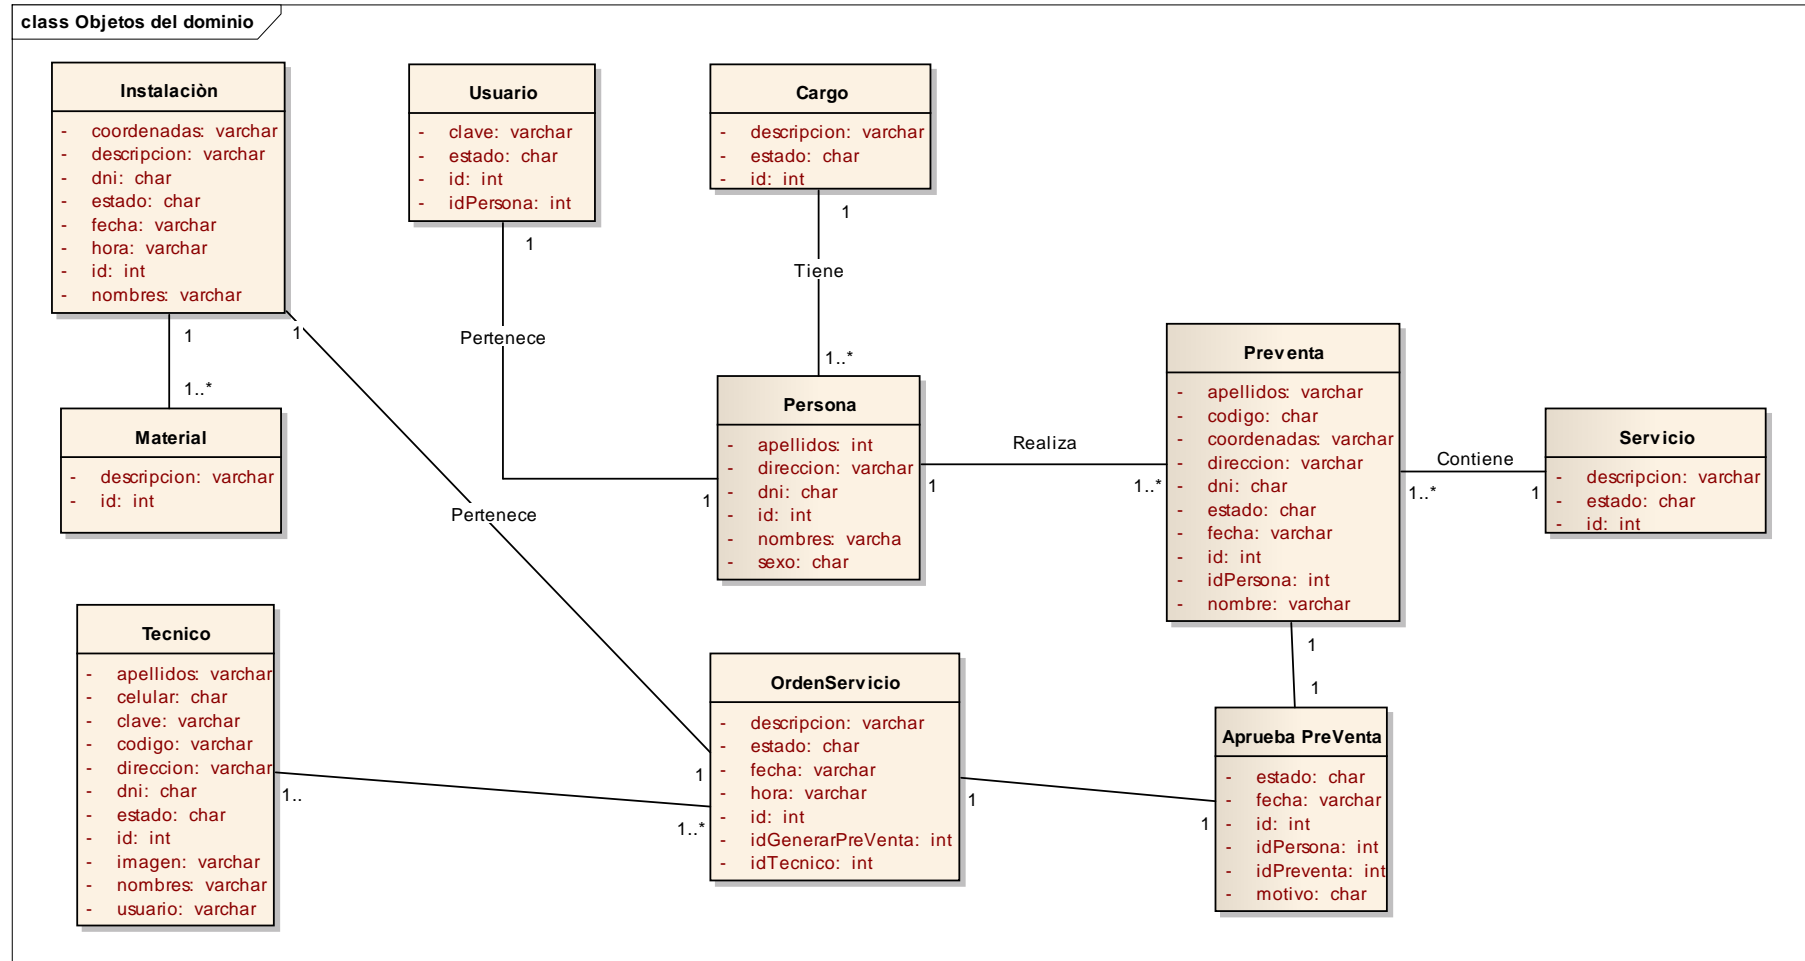 class Objetos del dominio
Instalaciòn
- coordenadas: varchar
- descripcion: varchar
- dni: char
- estado: char
- fecha: varchar
- hora: varchar
- id: int
- nombres: varchar
Usuario
- clave: varchar
- estado: char
- id: int
- idPersona: int
Cargo
- descripcion: varchar
- estado: char
- id: int
1
1
Tiene
1
1
Pertenece
1..*
1..*
Material
- descripcion: varchar
- id: int
Persona
- apellidos: int
- direccion: varchar
- dni: char
- id: int
- nombres: varcha
- sexo: char
Realiza
1
1..*
1
Pertenece
Preventa
- apellidos: varchar
- codigo: char
- coordenadas: varchar
- direccion: varchar
- dni: char
- estado: char
- fecha: varchar
- id: int
- idPersona: int
- nombre: varchar
Contiene
1..*
1
Servicio
- descripcion: varchar
- estado: char
- id: int
Tecnico
- apellidos: varchar
- celular: char
- clave: varchar
- codigo: varchar
- direccion: varchar
- dni: char
- estado: char
- id: int
- imagen: varchar
- nombres: varchar
- usuario: varchar
1..
1..*
1
OrdenServicio
- descripcion: varchar
- estado: char
- fecha: varchar
- hora: varchar
- id: int
- idGenerarPreVenta: int
- idTecnico: int
1
1
1
1
Aprueba PreVenta
- estado: char
- fecha: varchar
- id: int
- idPersona: int
- idPreventa: int
- motivo: char